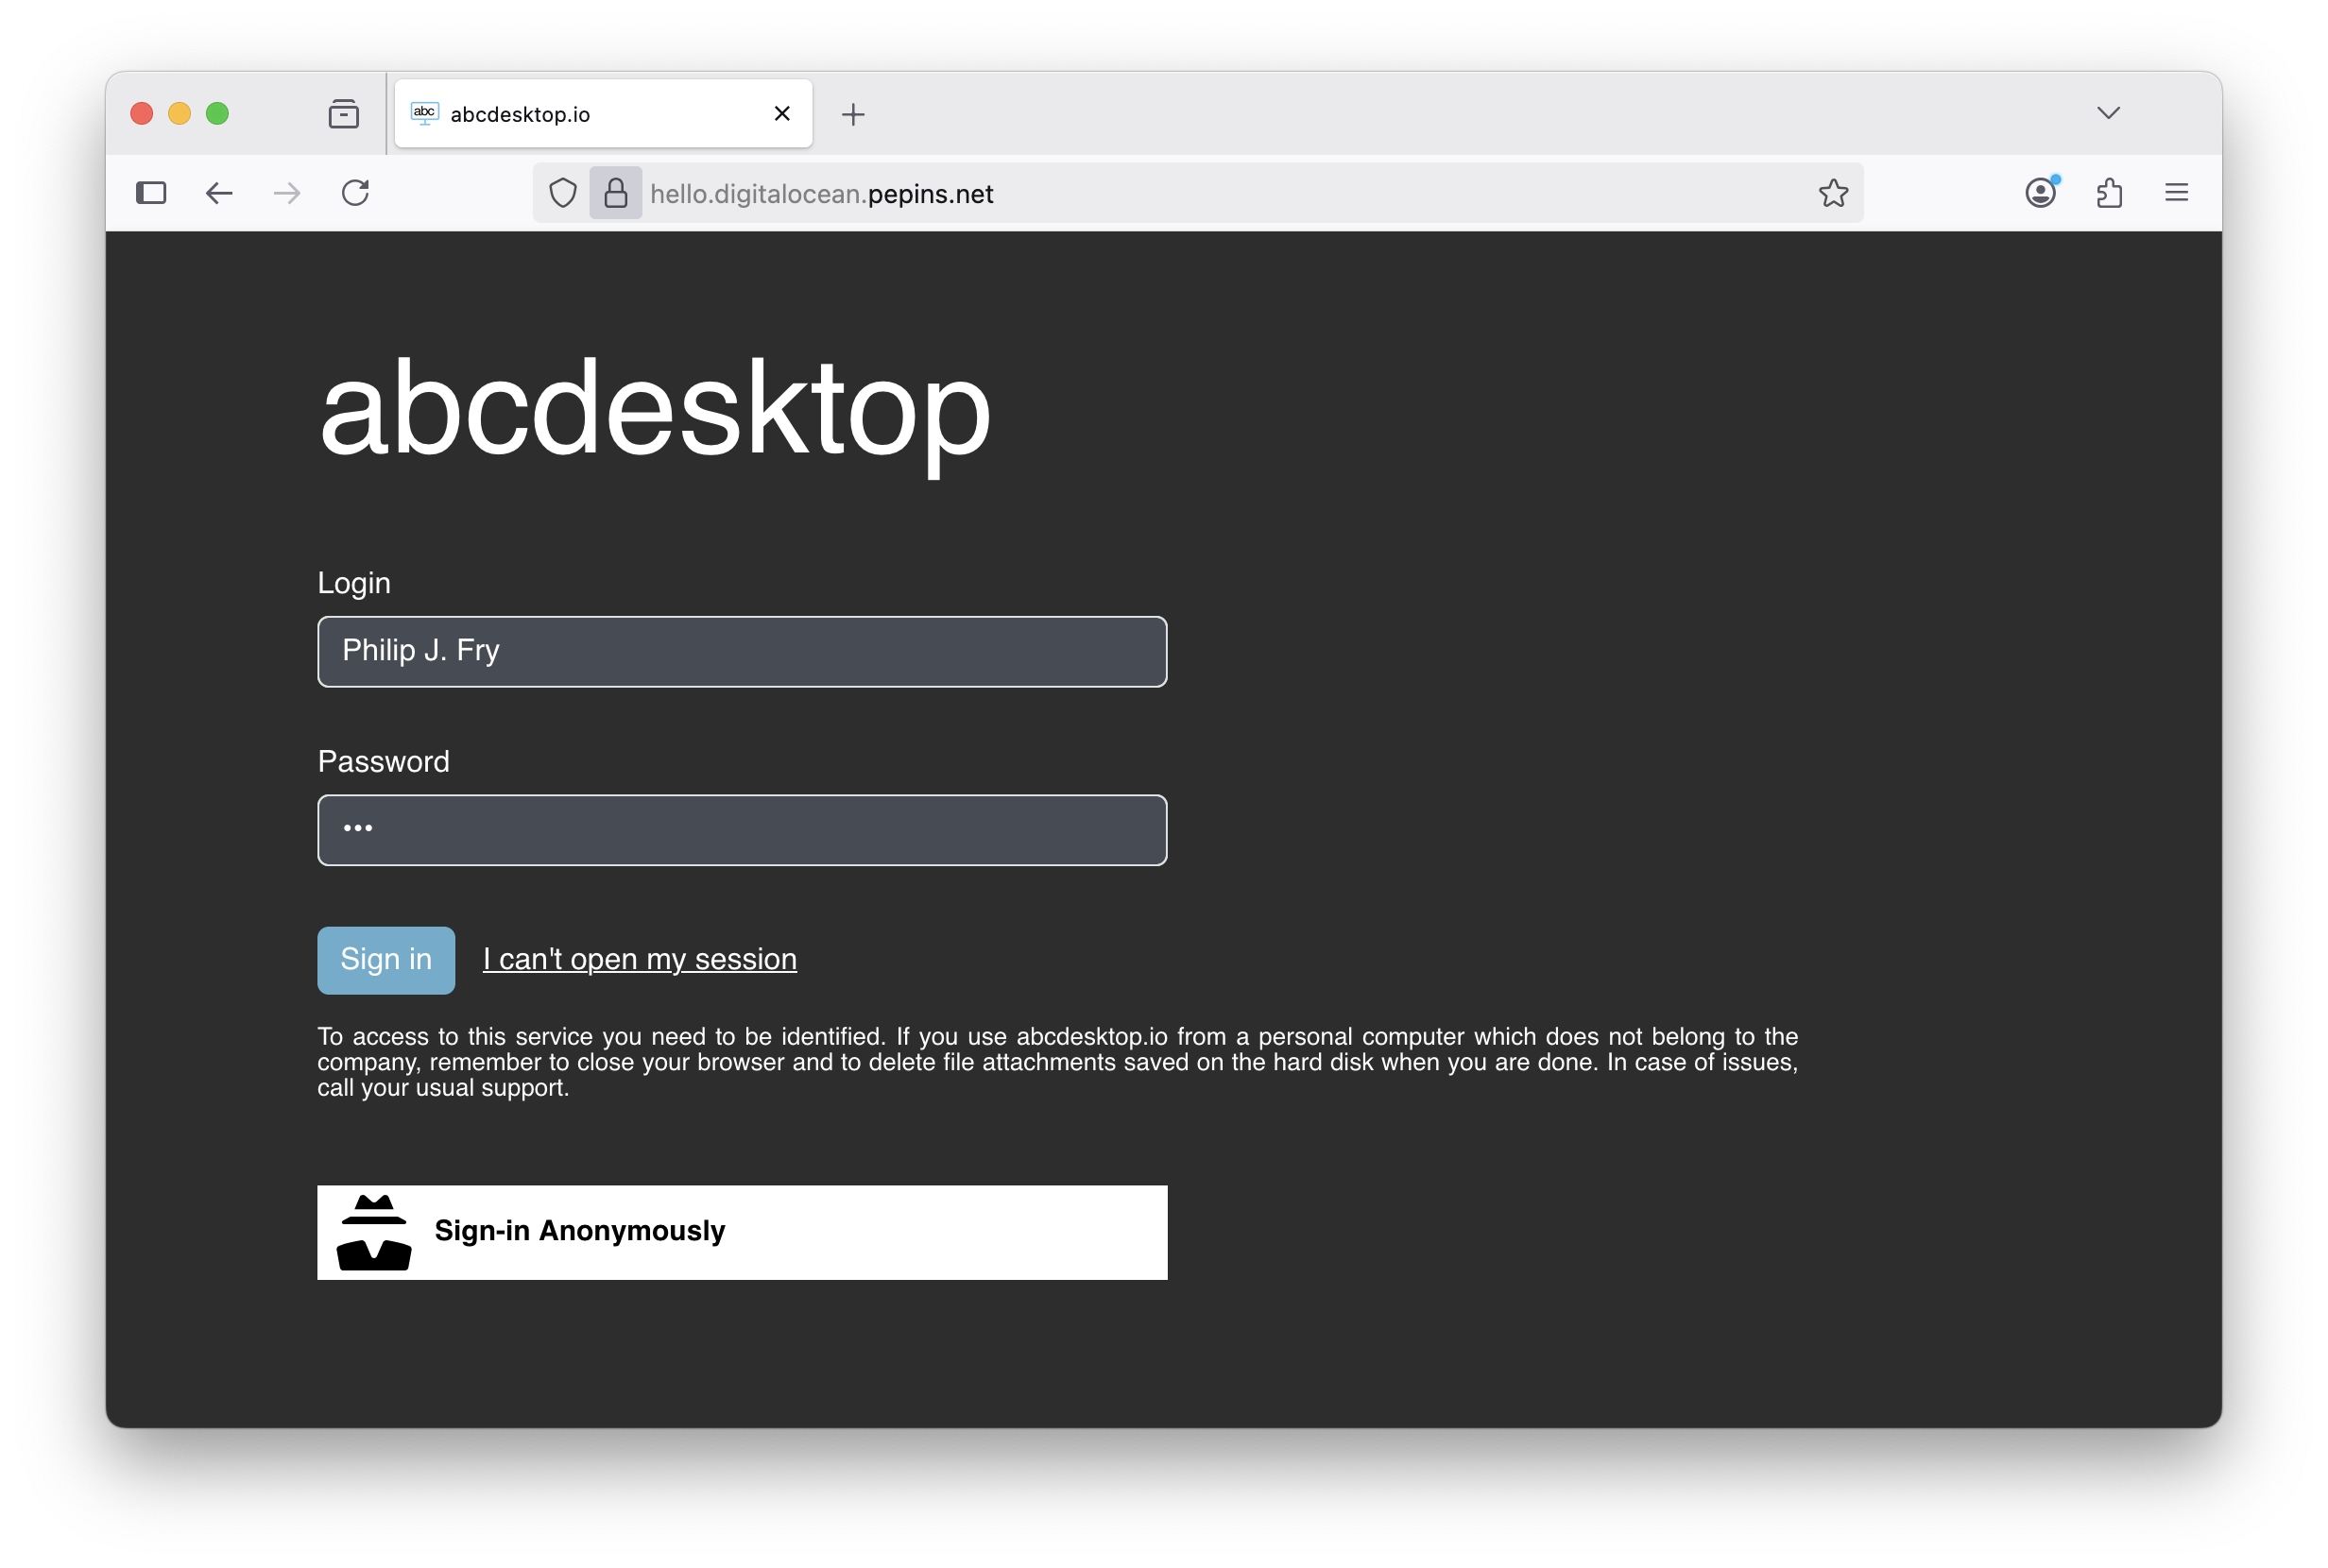 abc abcdesktop.io
hello.digitalocean.pepins.net
abcdesktop
Login
Philip J. Fry
Password
•••
Sign in I can't open my session
To access to this service you need to be identified. If you use abcdesktop.io from a personal computer which does not belong to the
company, remember to close your browser and to delete file attachments saved on the hard disk when you are done. In case of issues,
call your usual support.
Sign-in Anonymously